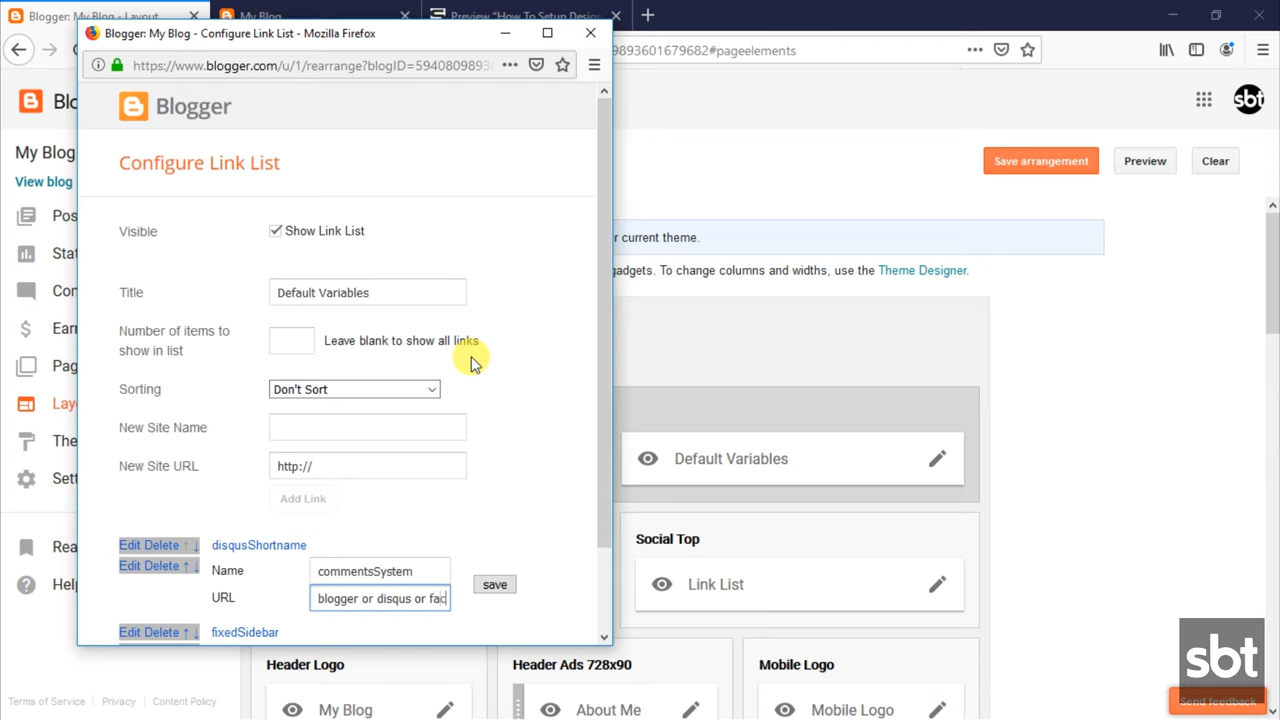 Blogger: My Blog - Layout
My Blog
Preview "How To Setup Desig
Blogger: My Blog - Configure Link List - Mozilla Firefox
https://www.blogger.com/u/1/rearrange?blogID=5940809893
9893601679682#pageelements
Blogger
sbt
Configure Link List
My Blog
Save arrangement
Preview
Clear
View blog
Visible
Show Link List
r current theme.
gadgets. To change columns and widths, use the Theme Designer.
Title
Default Variables
Number of items to
show in list
Leave blank to show all links
Sorting
Don't Sort
New Site Name
New Site URL
http://
Add Link
Default Variables
Edit Delete ↑ ↓
disqusShortname
Edit Delete ↑ ↓
Name
commentsSystem
URL
blogger or disqus or fac
save
Edit Delete ↑ ↓
fixedSidebar
Social Top
Link List
Header Logo
Header Ads 728x90
Mobile Logo
My Blog
About Me
Mobile Logo
sbt
Send feedback
Terms of Service
Privacy
Content Policy